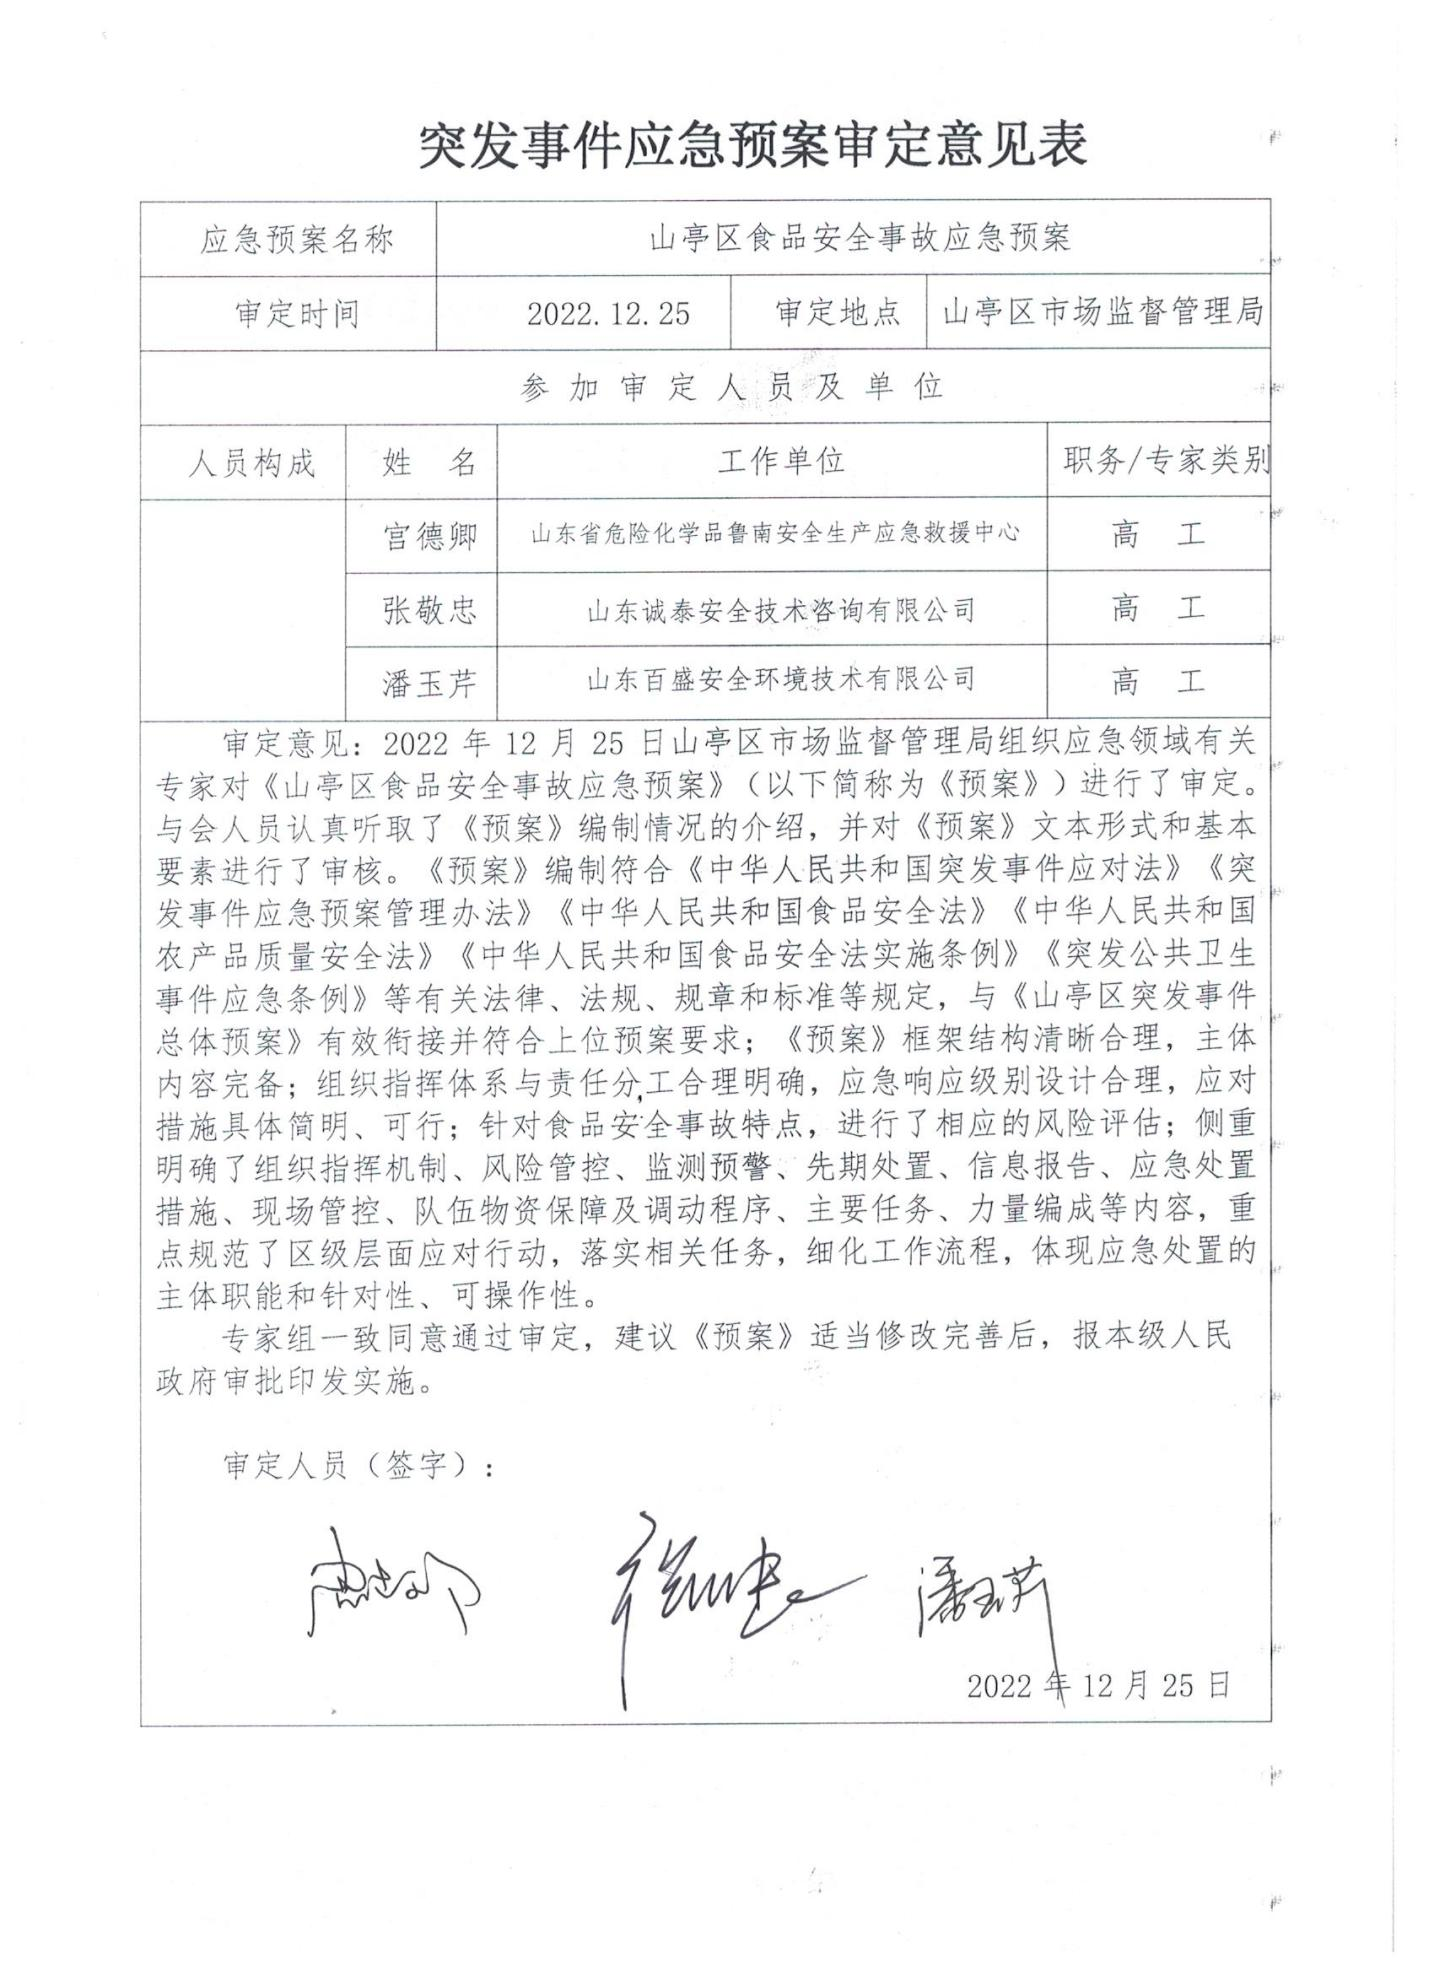 突发事件应急预案审定意见表
应急预案名称 山亭区食品安全事故应急预案
审定时间 2022.12.25 审定地点 山亭区市场监督管理局
参加审定人员及单位
人员构成 姓 名 工作单位 职务/专家类别
宫德卿 山东省危险化学品鲁南安全生产应急救援中心 高 工
张敬忠 山东诚泰安全技术咨询有限公司 高 工
潘玉芹 山东百盛安全环境技术有限公司 高 工
审定意见：2022 年 12 月 25 日山亭区市场监督管理局组织应急领域有关
专家对《山亭区食品安全事故应急预案》（以下简称为《预案》）进行了审定。
与会人员认真听取了《预案》编制情况的介绍，并对《预案》文本形式和基本
要素进行了审核。《预案》编制符合《中华人民共和国突发事件应对法》《突
发事件应急预案管理办法》《中华人民共和国食品安全法》《中华人民共和国
农产品质量安全法》《中华人民共和国食品安全法实施条例》《突发公共卫生
事件应急条例》等有关法律、法规、规章和标准等规定，与《山亭区突发事件
总体预案》有效衔接并符合上位预案要求；《预案》框架结构清晰合理，主体
内容完备；组织指挥体系与责任分工合理明确，应急响应级别设计合理，应对
措施具体简明、可行；针对食品安全事故特点，进行了相应的风险评估；侧重
明确了组织指挥机制、风险管控、监测预警、先期处置、信息报告、应急处置
措施、现场管控、队伍物资保障及调动程序、主要任务、力量编成等内容，重
点规范了区级层面应对行动，落实相关任务，细化工作流程，体现应急处置的
主体职能和针对性、可操作性。
专家组一致同意通过审定，建议《预案》适当修改完善后，报本级人民
政府审批印发实施。
审定人员（签字）：
潘玉芹
2022 年 12 月 25 日